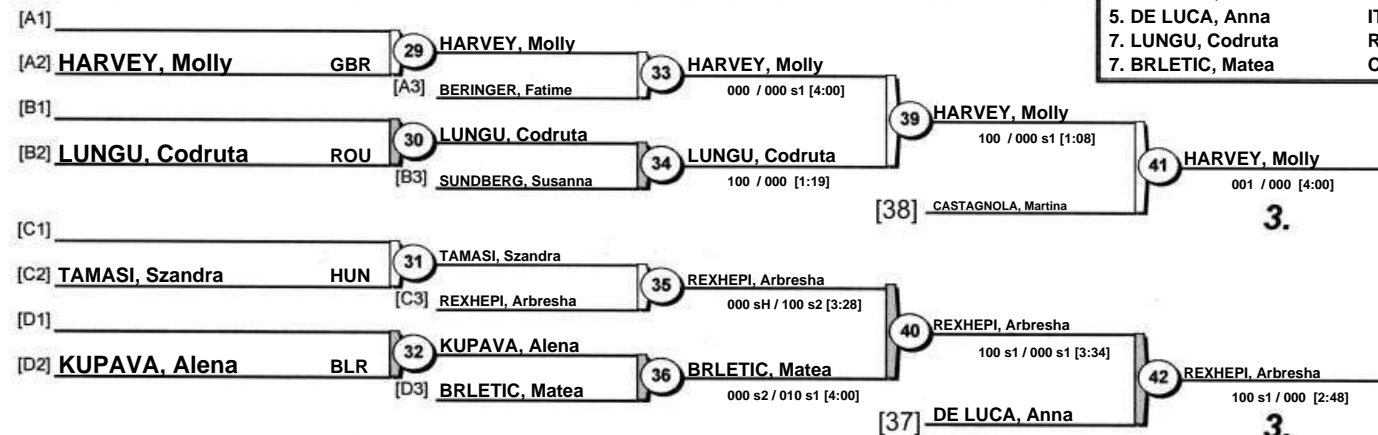 5. DE LUCA, Anna IT
7. LUNGU, Codruta R
7. BRLETIC, Matea C
[A1]
[A2] HARVEY, Molly GBR 29 HARVEY, Molly
[A3] BERINGER, Fatime 33 HARVEY, Molly
000 / 000 s1 [4:00]
[B1]
[B2] LUNGU, Codruta ROU 30 LUNGU, Codruta
[B3] SUNDBERG, Susanna 34 LUNGU, Codruta
100 / 000 [1:19]
39 HARVEY, Molly
100 / 000 s1 [1:08]
[38] CASTAGNOLA, Martina
41 HARVEY, Molly
001 / 000 [4:00]
3.
[C1]
[C2] TAMASI, Szandra HUN 31 TAMASI, Szandra
[C3] REXHEPI, Arbresha 35 REXHEPI, Arbresha
000 sH / 100 s2 [3:28]
[D1]
[D2] KUPAVA, Alena BLR 32 KUPAVA, Alena
[D3] BRLETIC, Matea 36 BRLETIC, Matea
000 s2 / 010 s1 [4:00]
40 REXHEPI, Arbresha
100 s1 / 000 s1 [3:34]
[37] DE LUCA, Anna
42 REXHEPI, Arbresha
100 s1 / 000 [2:48]
3.